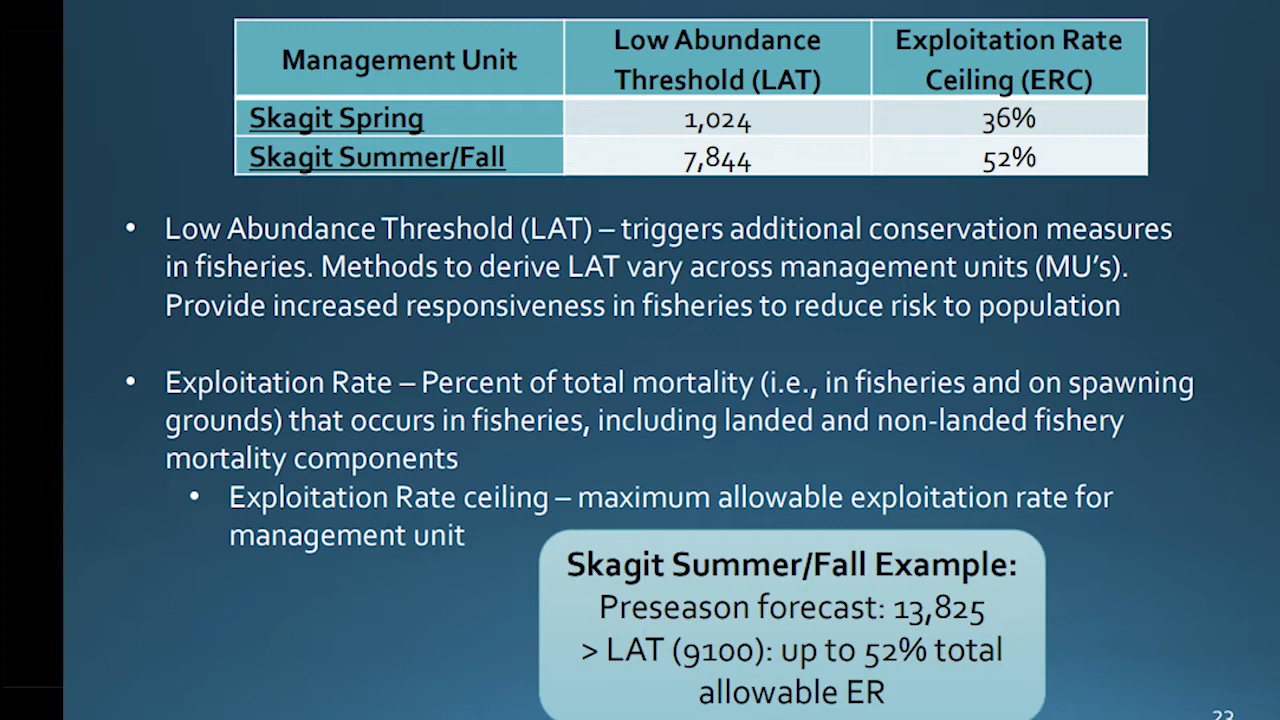 Management Unit
Low Abundance
Threshold (LAT)
Exploitation Rate
Ceiling (ERC)
Skagit Spring 1,024 36%
Skagit Summer/Fall 7,844 52%
• Low Abundance Threshold (LAT) – triggers additional conservation measures
in fisheries. Methods to derive LAT vary across management units (MU's).
Provide increased responsiveness in fisheries to reduce risk to population
• Exploitation Rate – Percent of total mortality (i.e., in fisheries and on spawning
grounds) that occurs in fisheries, including landed and non-landed fishery
mortality components
• Exploitation Rate ceiling – maximum allowable exploitation rate for
management unit
Skagit Summer/Fall Example:
Preseason forecast: 13,825
> LAT (9100): up to 52% total
allowable ER
23